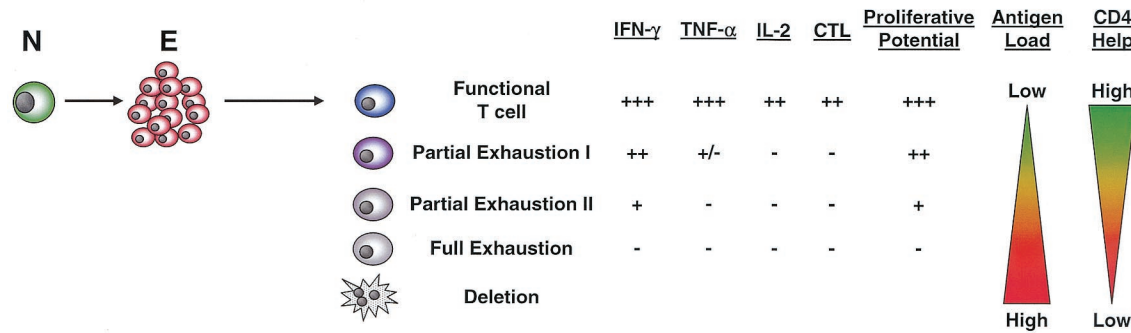 N E IFN-γ TNF-α IL-2 CTL Proliferative Potential Antigen Load CD4 Help
Functional T cell +++ +++ ++ ++ +++ Low High
Partial Exhaustion I ++ +/- - - ++
Partial Exhaustion II + - - - +
Full Exhaustion - - - - -
Deletion
High Low